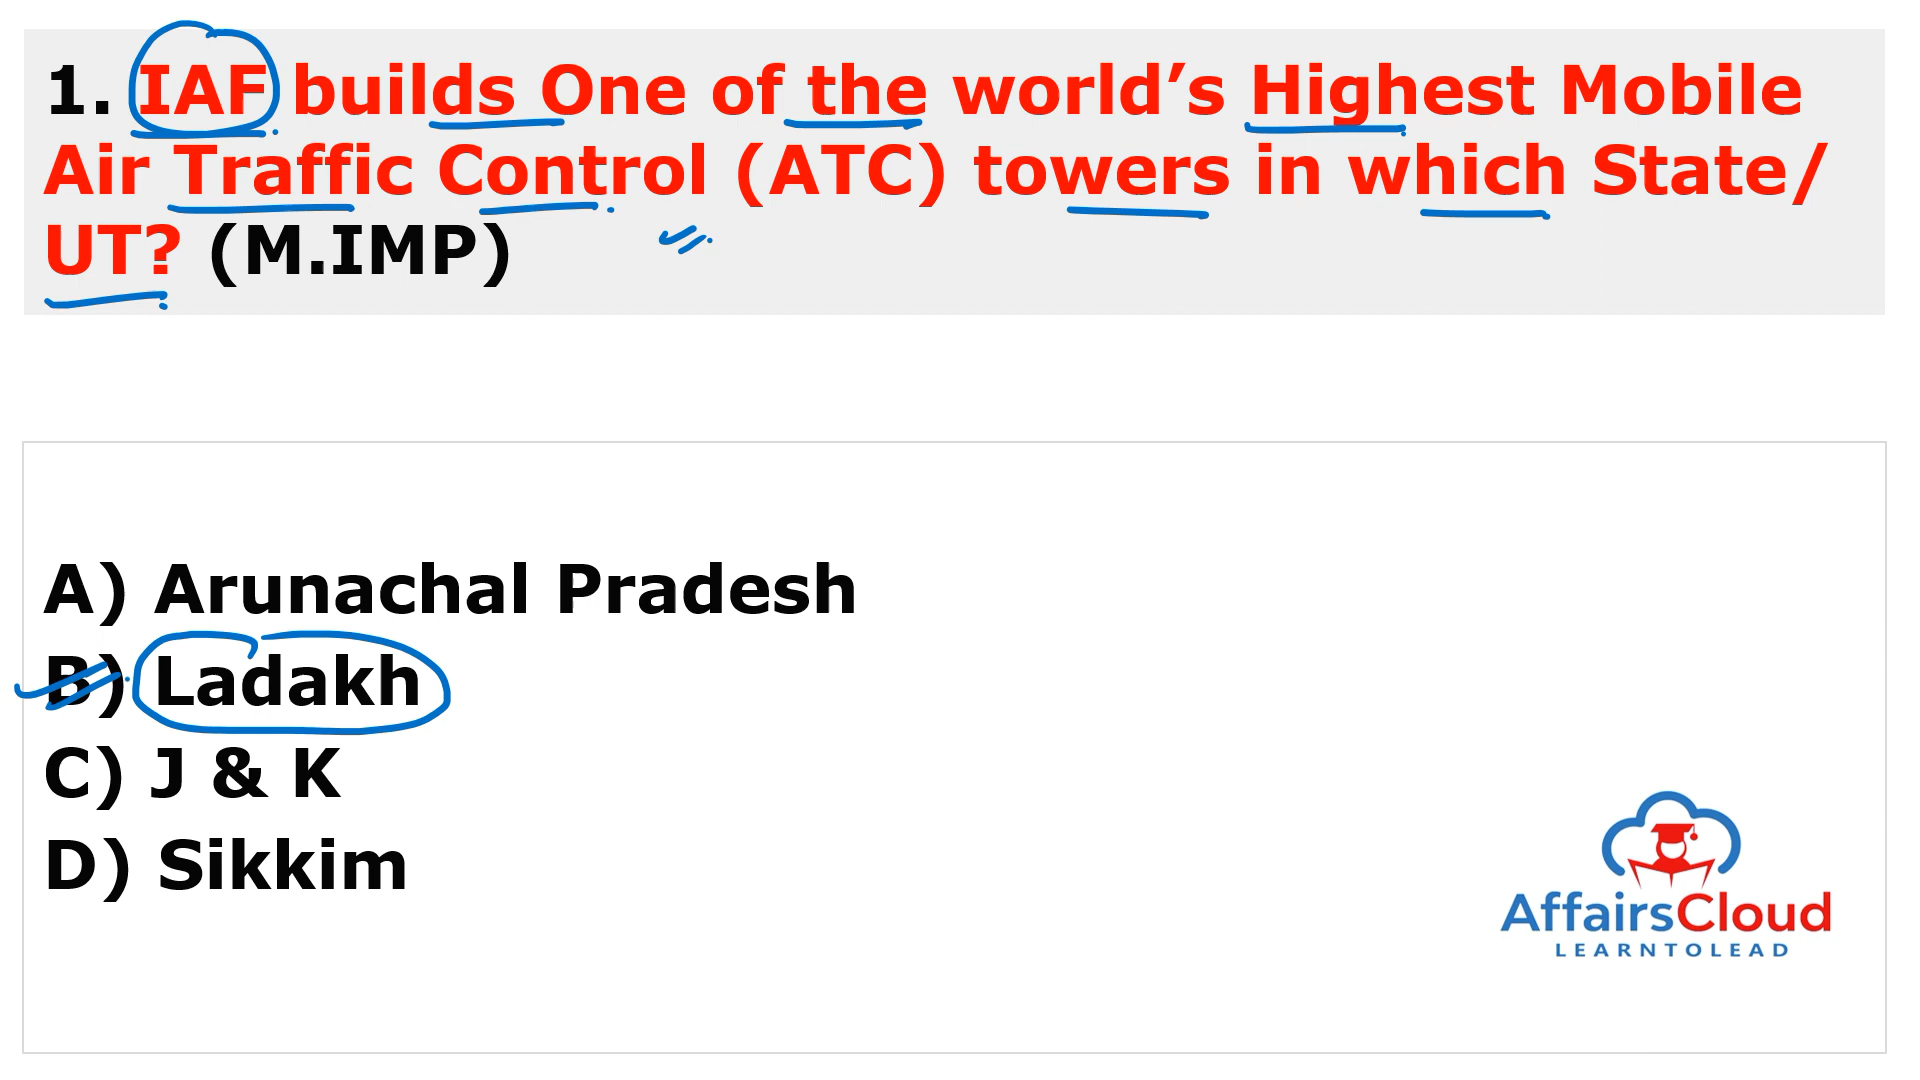 1. IAF builds One of the world’s Highest Mobile
Air Traffic Control (ATC) towers in which State/
UT? (M.IMP)
A) Arunachal Pradesh
B) Ladakh
C) J & K
D) Sikkim
AffairsCloud
LEARNTOLEAD